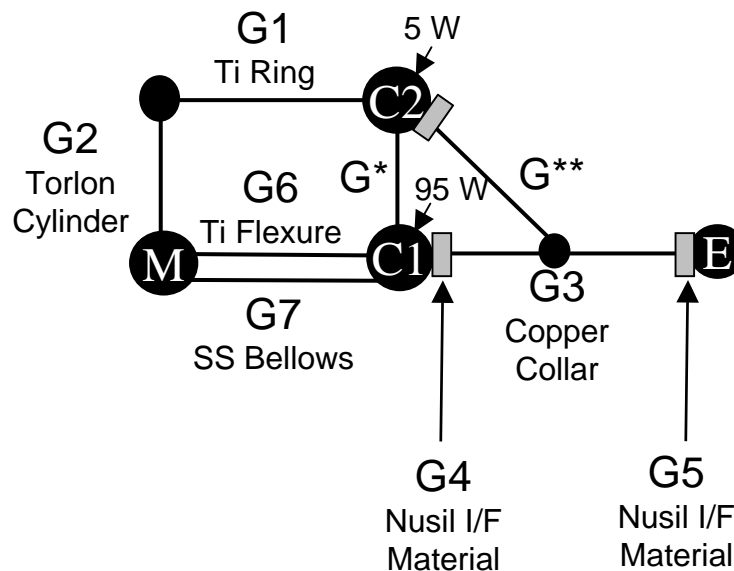 5 W
G1
Ti Ring
C2
G2
Torlon
Cylinder
G*
G**
95 W
G6
Ti Flexure
M
C1
E
G7
SS Bellows
G3
Copper
Collar
G4
Nusil I/F
Material
G5
Nusil I/F
Material